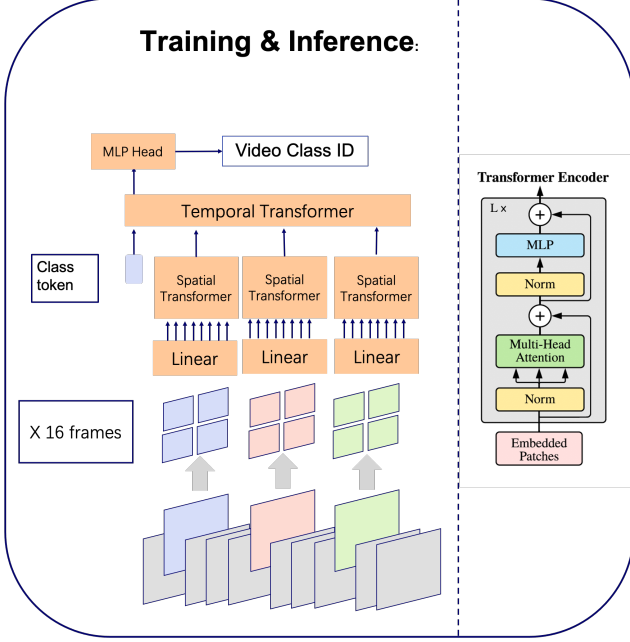 Training & Inference:
MLP Head
Video Class ID
Temporal Transformer
Class
token
Spatial
Transformer
Spatial
Transformer
Spatial
Transformer
Linear
Linear
Linear
X 16 frames
Transformer Encoder
L x
+
MLP
Norm
+
Multi-Head
Attention
Norm
Embedded
Patches